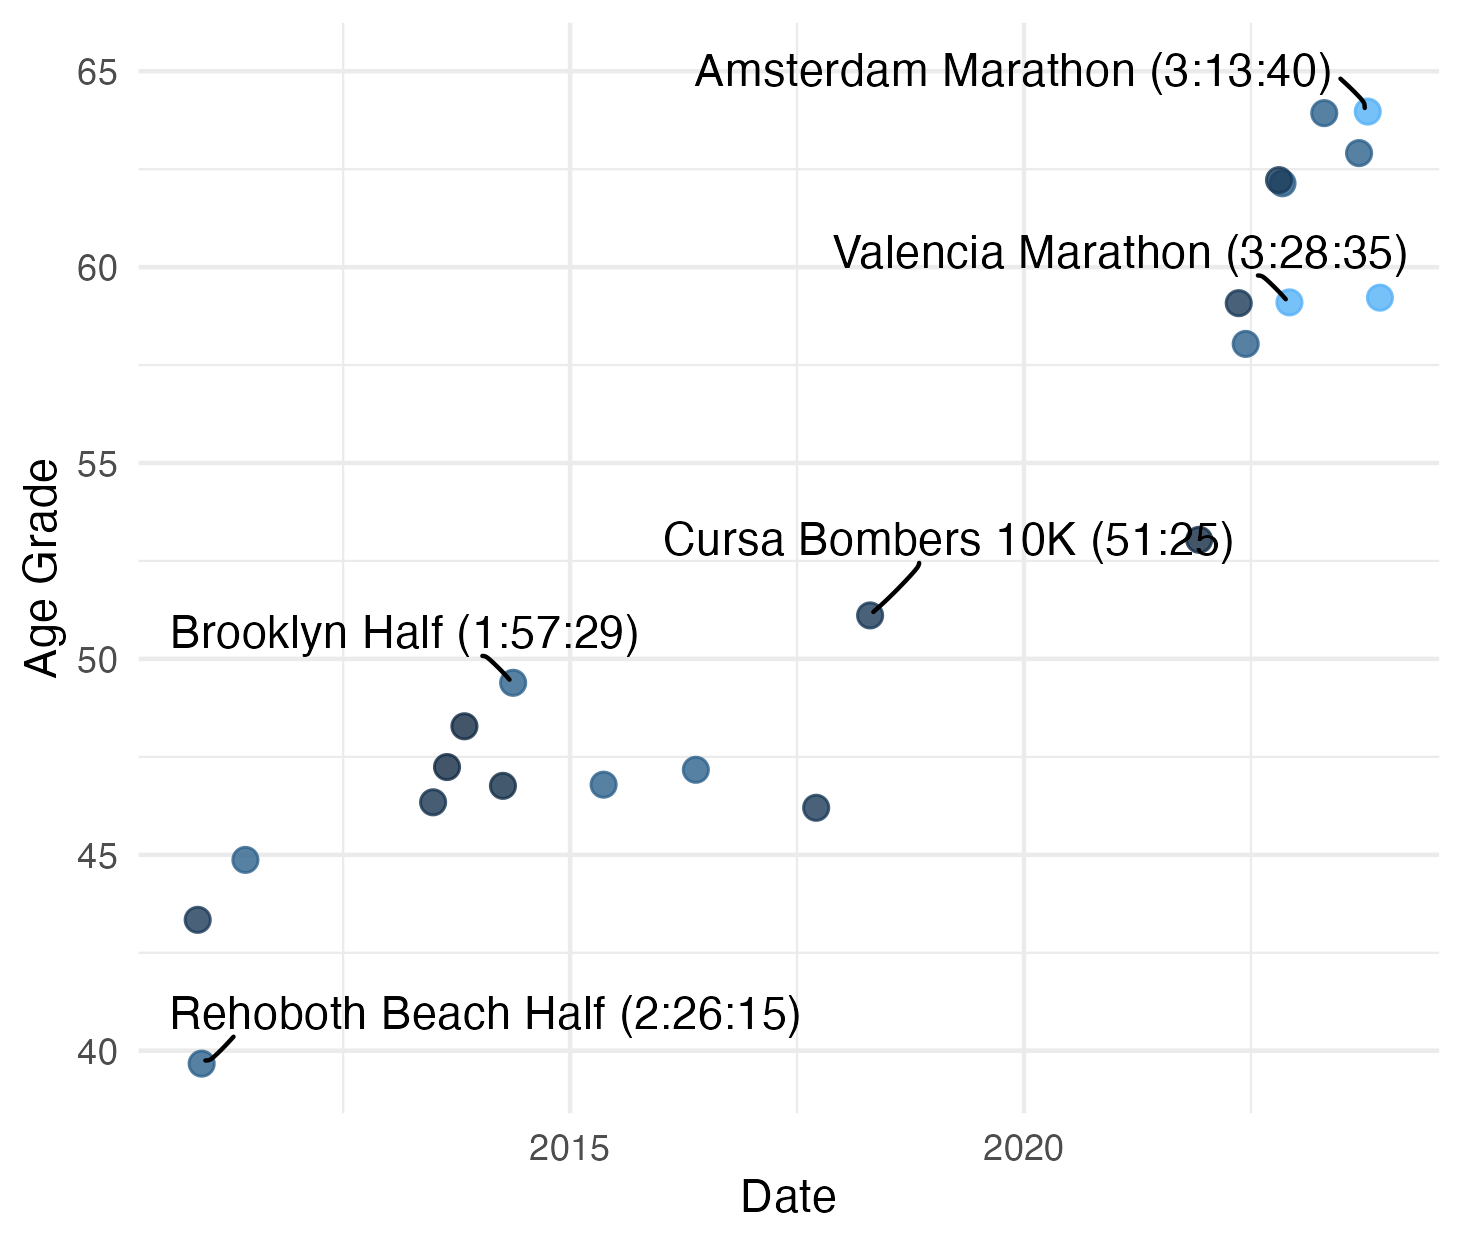 65
Amsterdam Marathon (3:13:40)
Valencia Marathon (3:28:35)
60
55
Cursa Bombers 10K (51:25)
Brooklyn Half (1:57:29)
50
45
Rehoboth Beach Half (2:26:15)
40
Age Grade
2015
2020
Date